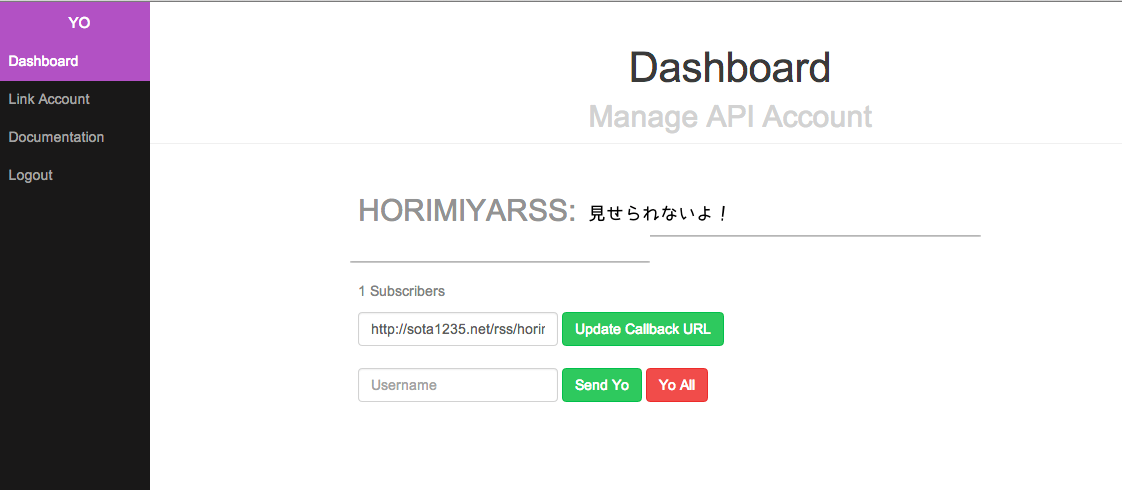 YO
Dashboard
Link Account
Documentation
Logout
Dashboard
Manage API Account
HORIMIYARSS: 見せられないよ！
1 Subscribers
http://sota1235.net/rss/horin Update Callback URL
Username Send Yo Yo All